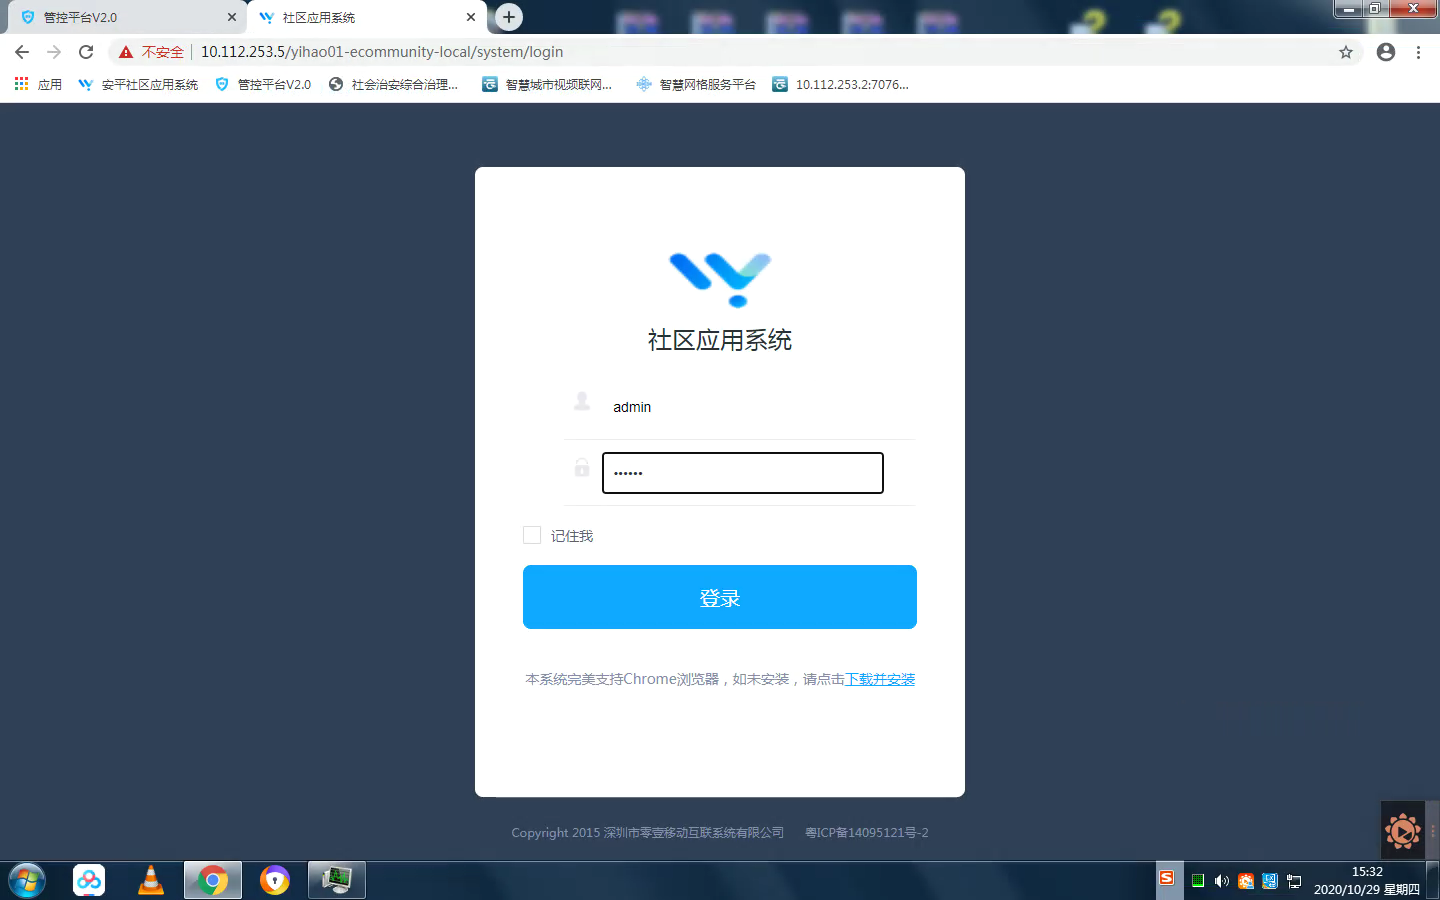 管控平台V2.0
社区应用系统
不安全 10.112.253.5/yihao01-ecommunity-local/system/login
应用 安平社区应用系统 管控平台V2.0 社会治安综合治理... 智慧城市视频联网... 智慧网格服务平台 10.112.253.2:7076...
社区应用系统
admin
••••••
记住我
登录
本系统完美支持Chrome浏览器，如未安装，请点击下载并安装
Copyright 2015 深圳市零壹移动互联系统有限公司 粤ICP备14095121号-2
15:32
2020/10/29 星期四